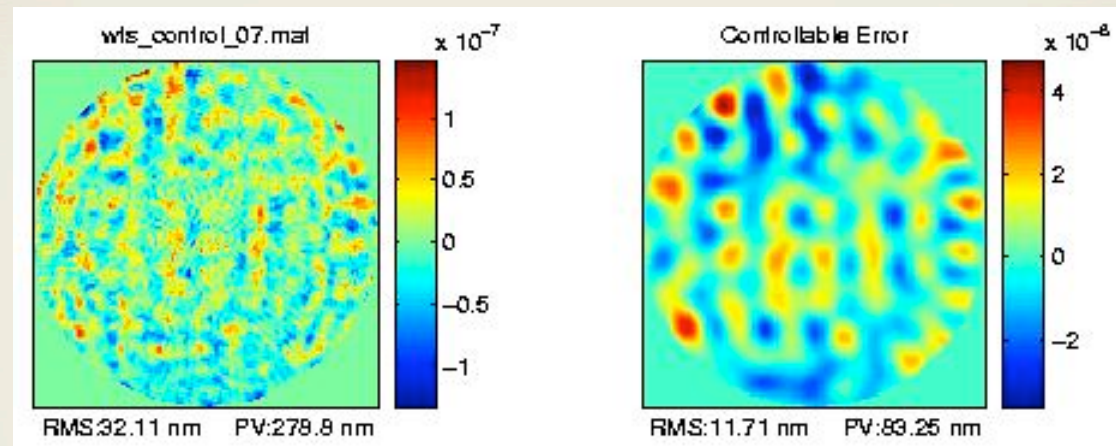 wfs_control_07.mat
x 10⁻⁷
1
0.5
0
−0.5
−1
RMS:32.11 nm PV:278.8 nm
Controllable Error
x 10⁻⁸
4
2
0
−2
RMS:11.71 nm PV:83.25 nm